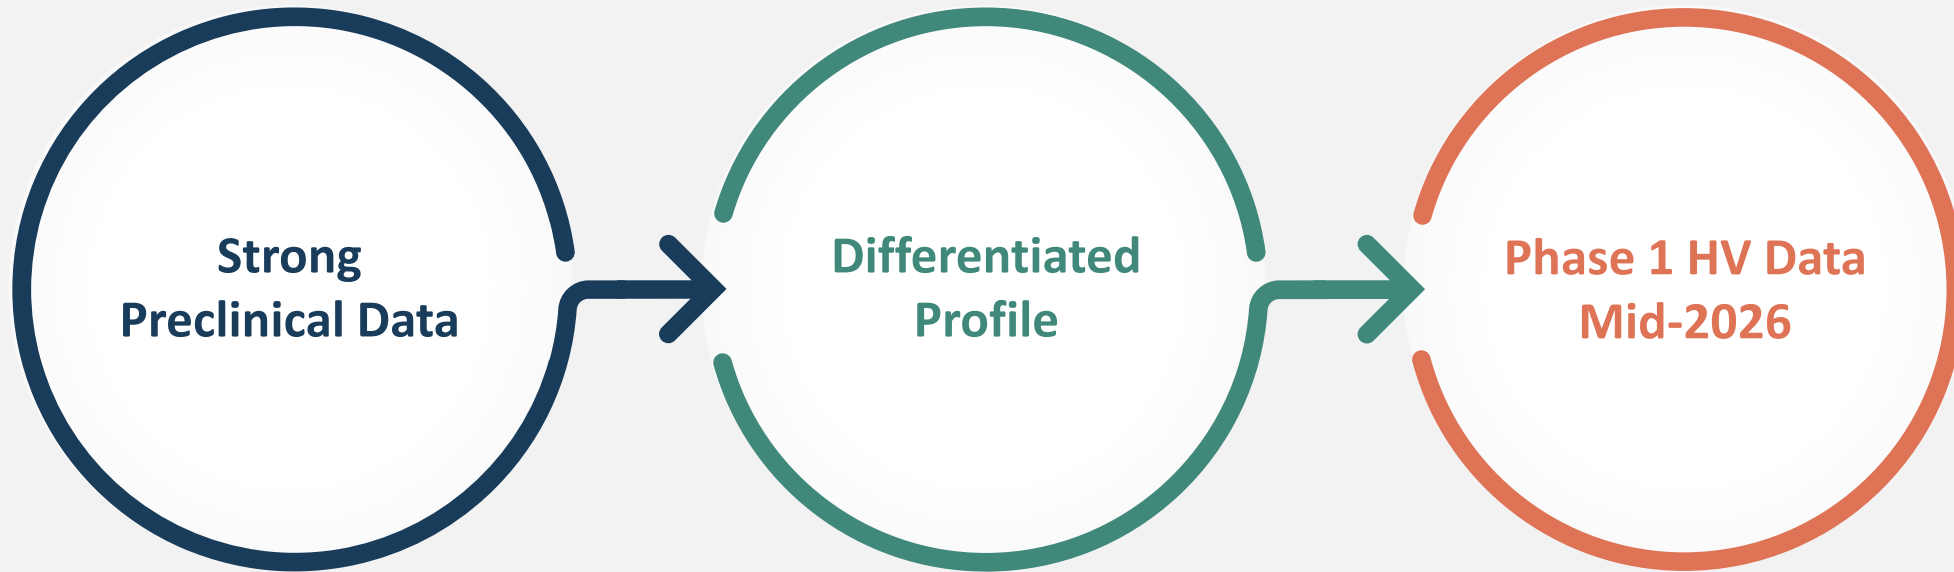 Strong
Preclinical Data
Differentiated
Profile
Phase 1 HV Data
Mid-2026